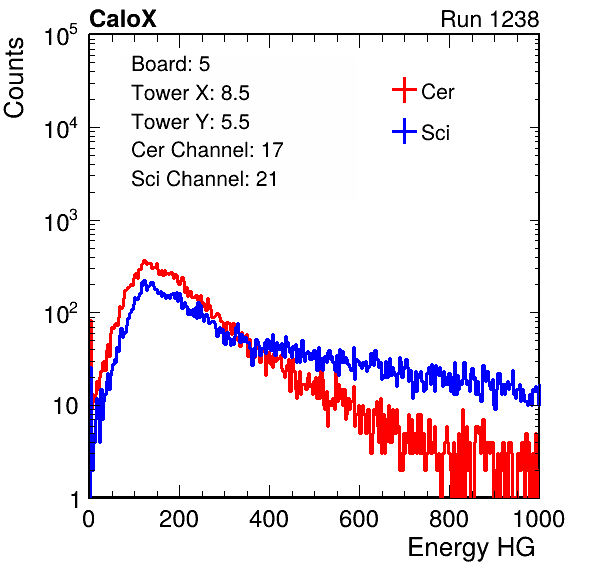 CaloX Run 1238
10^5
Counts
Board: 5
Tower X: 8.5
Tower Y: 5.5
Cer Channel: 17
Sci Channel: 21
Cer
Sci
10^4
10^3
10^2
10
1
0 200 400 600 800 1000
Energy HG